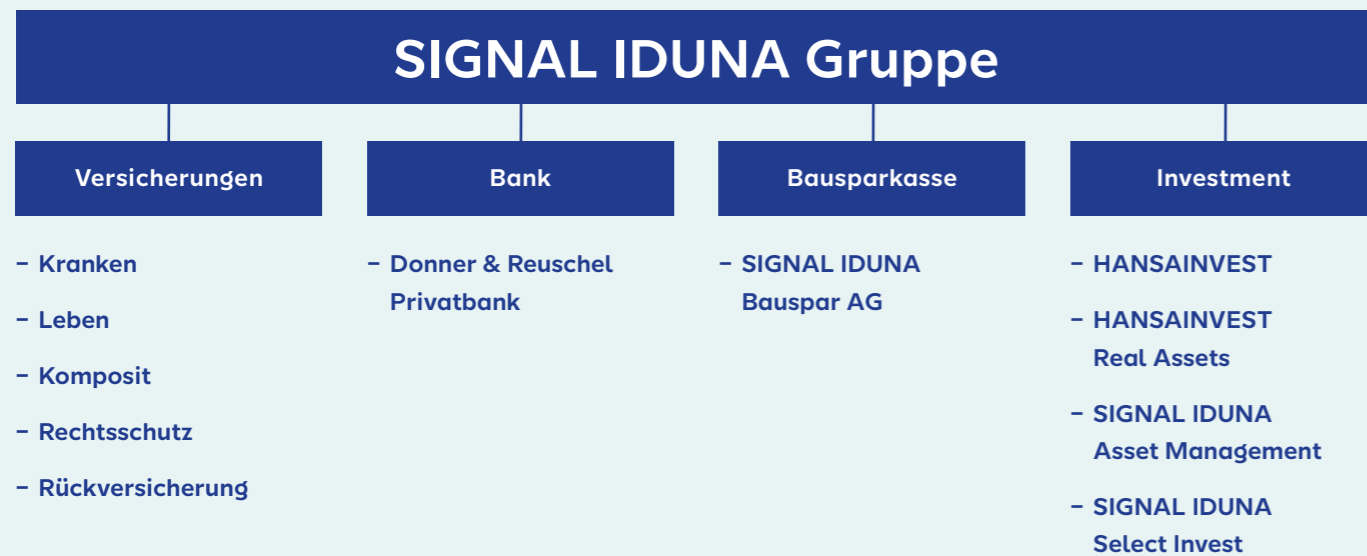 SIGNAL IDUNA Gruppe
Versicherungen
– Kranken
– Leben
– Komposit
– Rechtsschutz
– Rückversicherung
Bank
– Donner & Reuschel
Privatbank
Bausparkasse
– SIGNAL IDUNA
Bauspar AG
Investment
– HANSAINVEST
– HANSAINVEST
Real Assets
– SIGNAL IDUNA
Asset Management
– SIGNAL IDUNA
Select Invest